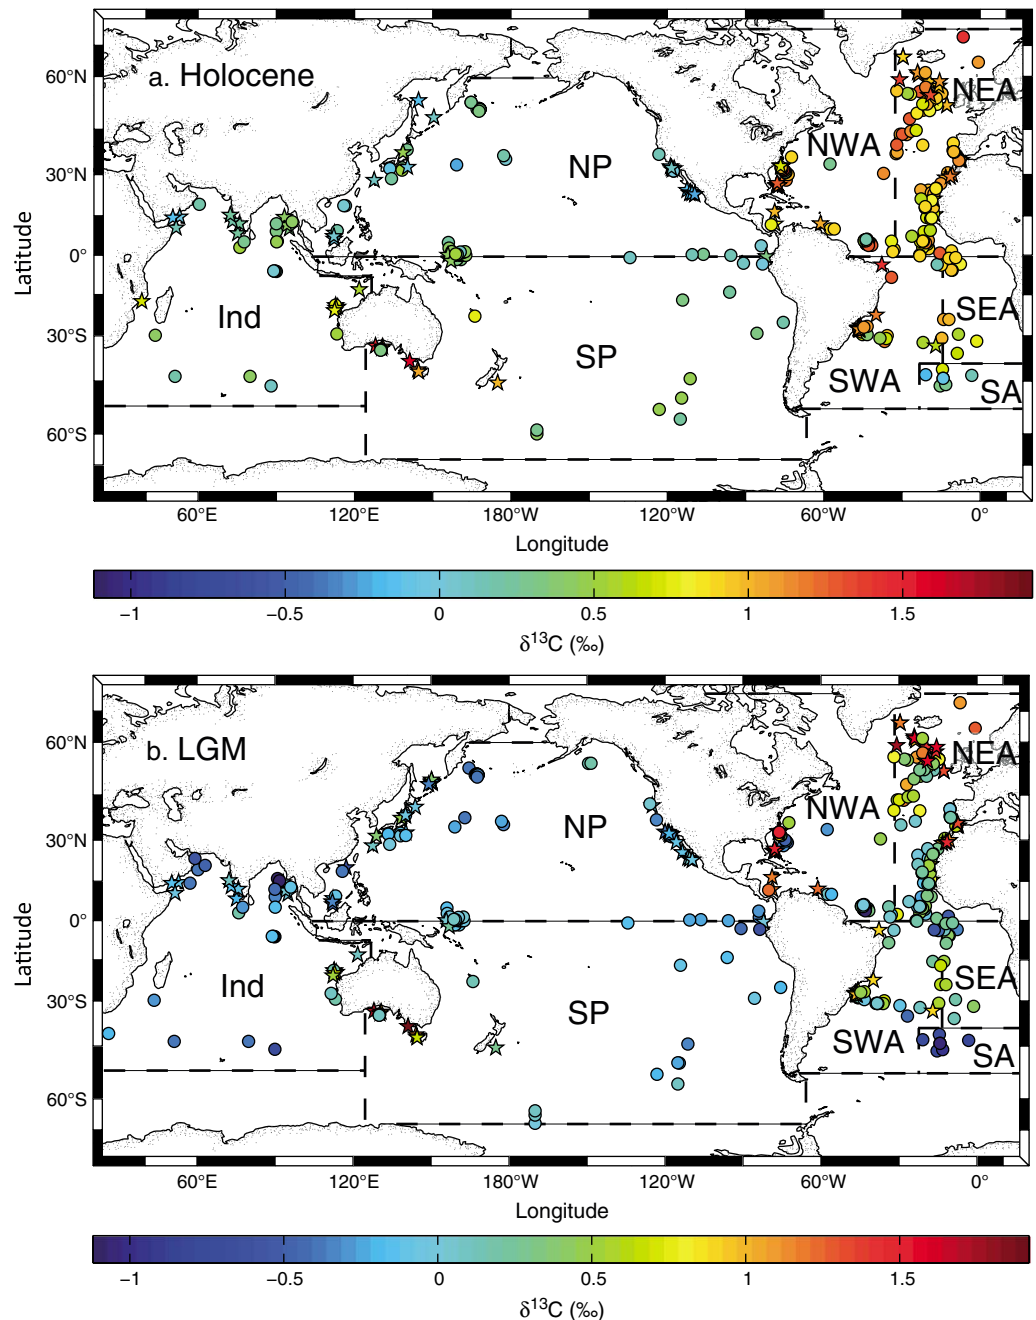 a. Holocene
NP
NWA
NEA
Ind
SP
SEA
SWA
SA
60°N
30°N
0°
30°S
60°S
Latitude
60°E 120°E 180°W 120°W 60°W 0°
Longitude
−1 −0.5 0 0.5 1 1.5
δ13C (‰)
b. LGM
NP
NWA
NEA
Ind
SP
SEA
SWA
SA
60°N
30°N
0°
30°S
60°S
Latitude
60°E 120°E 180°W 120°W 60°W 0°
Longitude
−1 −0.5 0 0.5 1 1.5
δ13C (‰)